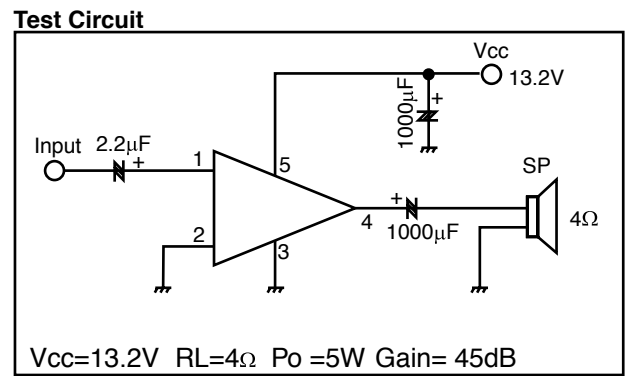 Test Circuit
Vcc
13.2V
1000µF
+
Input
2.2µF
+
1
5
SP
2
4
+
1000µF
4Ω
3
Vcc=13.2V RL=4Ω Po =5W Gain= 45dB